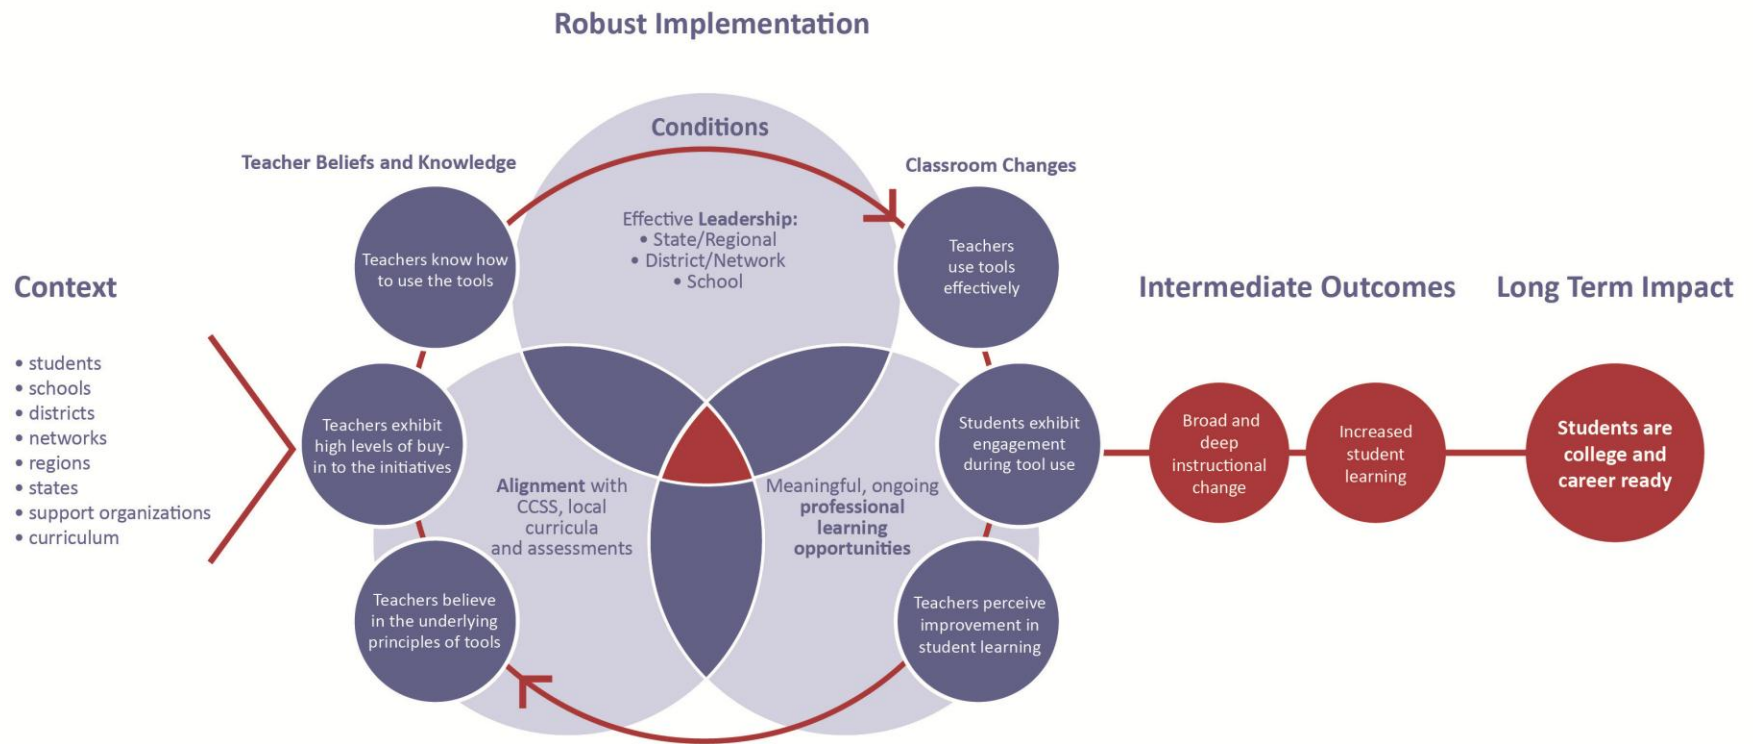 Robust Implementation
Context
• students
• schools
• districts
• networks
• regions
• states
• support organizations
• curriculum
Teacher Beliefs and Knowledge
Teachers know how
to use the tools
Teachers exhibit
high levels of buy-
in to the initiatives
Teachers believe
in the underlying
principles of tools
Conditions
Effective Leadership:
• State/Regional
• District/Network
• School
Alignment with
CCSS, local
curricula
and assessments
Meaningful, ongoing
professional
learning
opportunities
Classroom Changes
Teachers
use tools
effectively
Students exhibit
engagement
during tool use
Teachers perceive
improvement in
student learning
Intermediate Outcomes
Broad and
deep
instructional
change
Increased
student
learning
Long Term Impact
Students are
college and
career ready